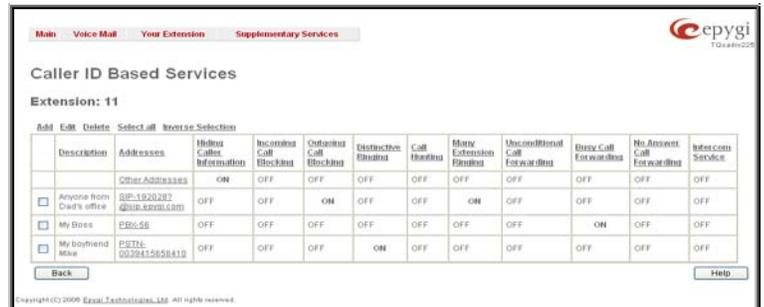 Main Voice Mail Your Extension Supplementary Services
epygi
Caller ID Based Services
Extension: 11
Add Edit Delete Select all Inverse Selection
Description Addresses Hiding Caller Information Incoming Call Blocking Outgoing Call Blocking Distinctive Ringing Call Hunting Many Extension Ringing Unconditional Call Forwarding Busy Call Forwarding No Answer Call Forwarding Intercom Service
Other Addresses ON OFF OFF OFF OFF OFF OFF OFF OFF OFF
Anyone from Dad's office SIP-192028? @sip.epygi.com OFF OFF ON OFF OFF ON OFF OFF OFF OFF
My Boss PBX-56 OFF OFF OFF OFF OFF OFF OFF ON OFF OFF
My boyfriend Mike PSTN-0039415656410 OFF OFF OFF ON OFF OFF OFF OFF OFF OFF
Back Help
Copyright (C) 2006 Epygi Technologies, Ltd. All rights reserved.